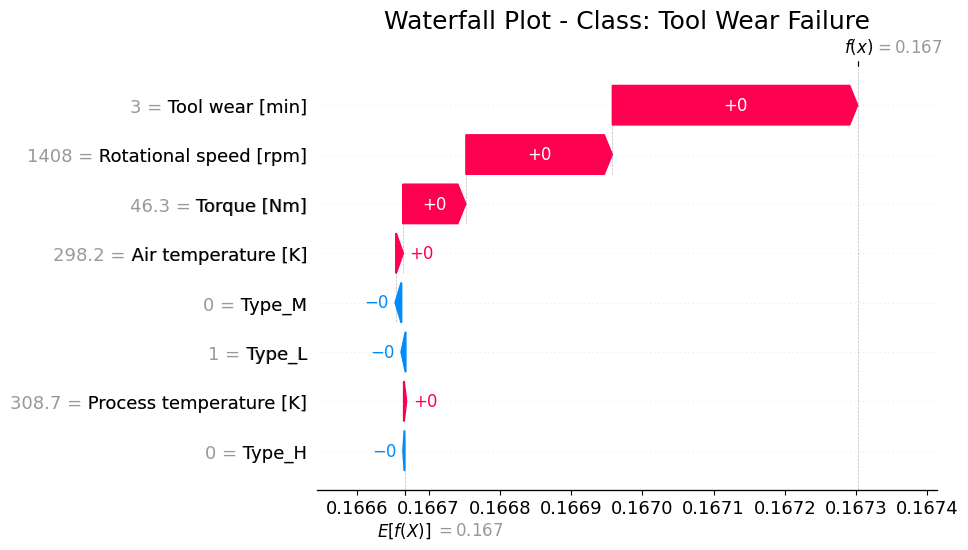 Waterfall Plot - Class: Tool Wear Failure
f(x) = 0.167
3 = Tool wear [min]
+0
1408 = Rotational speed [rpm]
+0
46.3 = Torque [Nm]
+0
298.2 = Air temperature [K]
+0
0 = Type_M
−0
1 = Type_L
−0
308.7 = Process temperature [K]
+0
0 = Type_H
−0
0.1666 0.1667 0.1668 0.1669 0.1670 0.1671 0.1672 0.1673 0.1674
E[f(X)] = 0.167